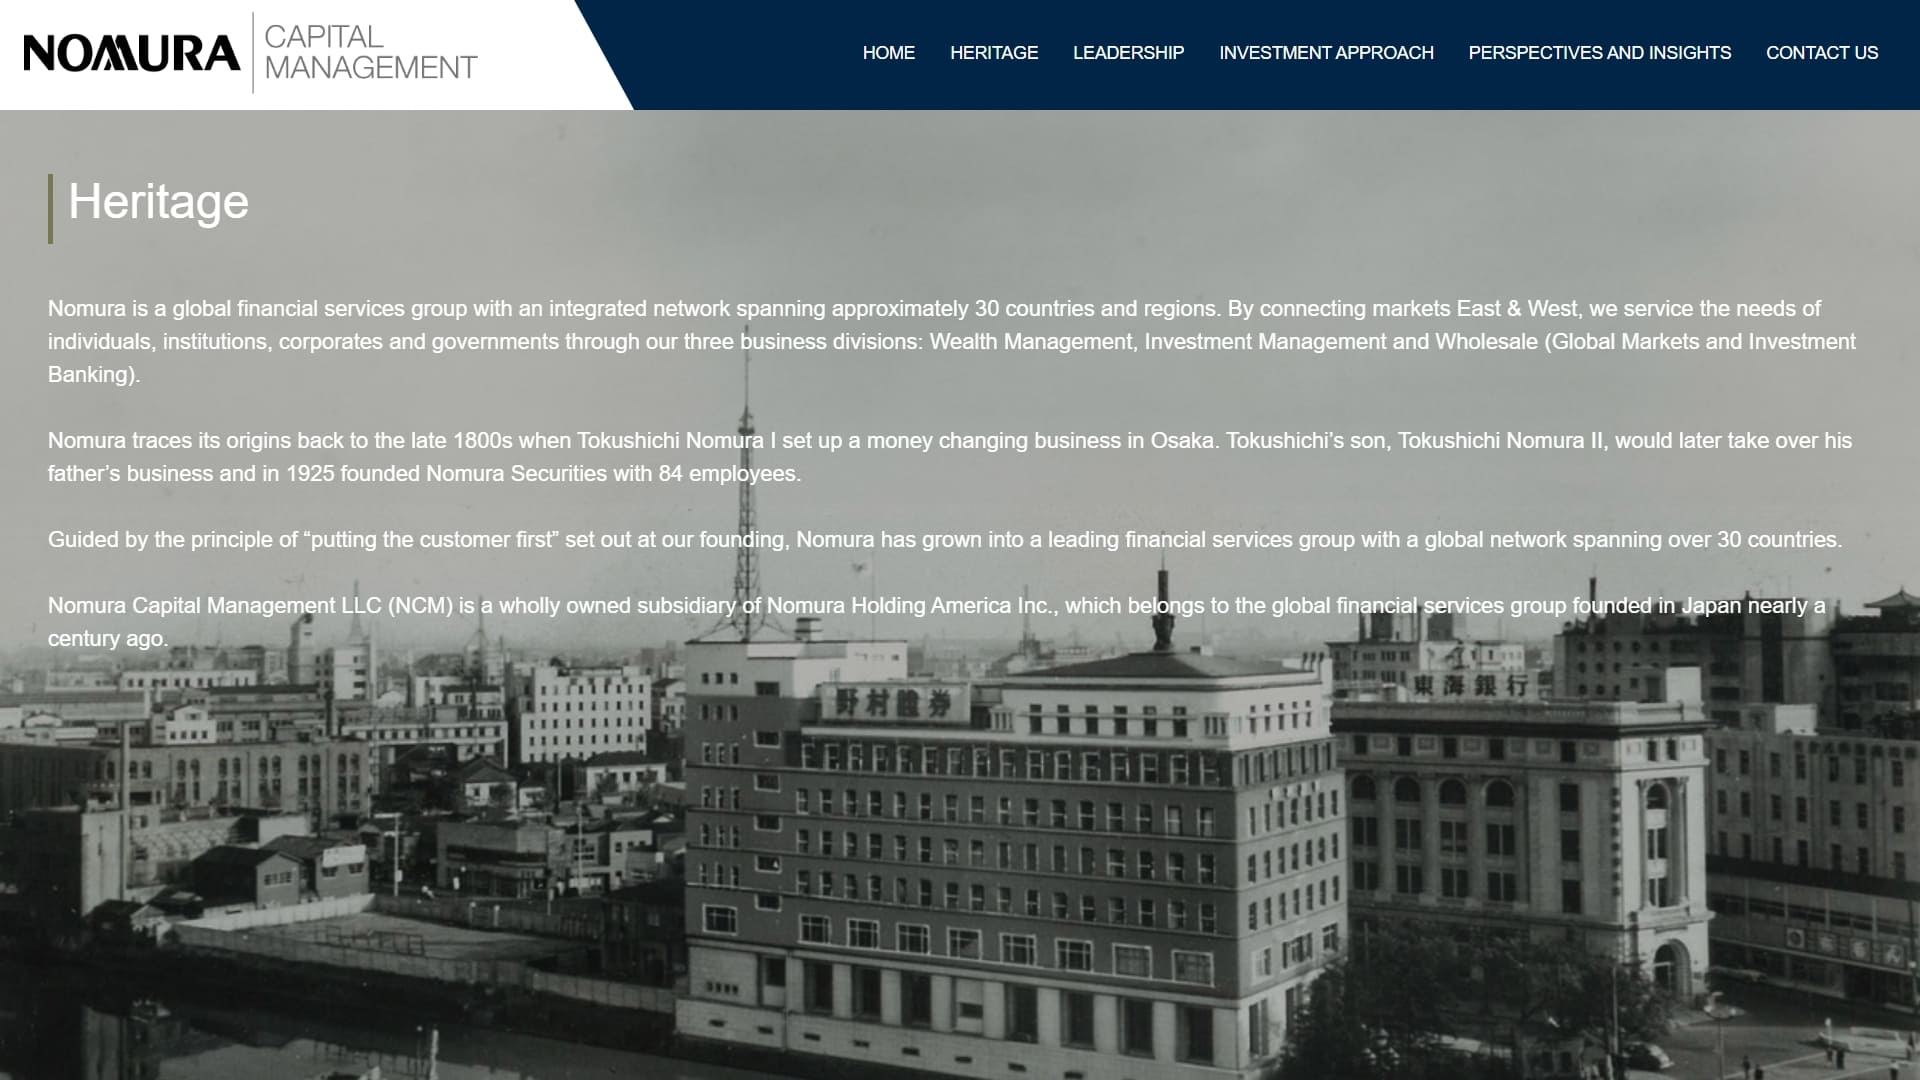 NOMURA
CAPITAL
MANAGEMENT
HOME
HERITAGE
LEADERSHIP
INVESTMENT APPROACH
PERSPECTIVES AND INSIGHTS
CONTACT US
Heritage
Nomura is a global financial services group with an integrated network spanning approximately 30 countries and regions. By connecting markets East & West, we service the needs of
individuals, institutions, corporates and governments through our three business divisions: Wealth Management, Investment Management and Wholesale (Global Markets and Investment
Banking).
Nomura traces its origins back to the late 1800s when Tokushichi Nomura I set up a money changing business in Osaka. Tokushichi’s son, Tokushichi Nomura II, would later take over his
father’s business and in 1925 founded Nomura Securities with 84 employees.
Guided by the principle of “putting the customer first” set out at our founding, Nomura has grown into a leading financial services group with a global network spanning over 30 countries.
Nomura Capital Management LLC (NCM) is a wholly owned subsidiary of Nomura Holding America Inc., which belongs to the global financial services group founded in Japan nearly a
century ago.
東海銀行
野村證券